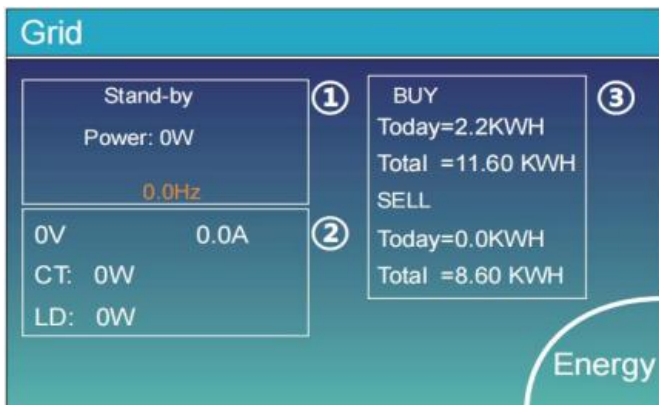 Grid
Stand-by
Power: 0W
0.0Hz
①
0V 0.0A
CT: 0W
LD: 0W
②
BUY
Today=2.2KWH
Total =11.60 KWH
SELL
Today=0.0KWH
Total =8.60 KWH
③
Energy